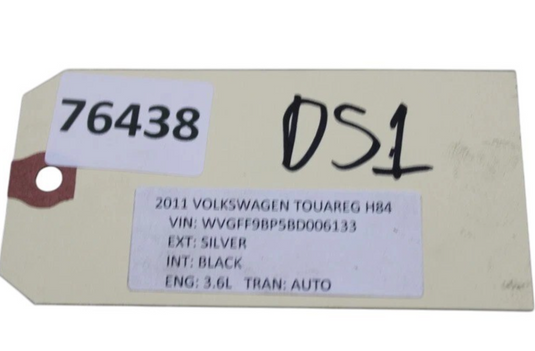 76438
DS1
2011 VOLKSWAGEN TOUAREG H84
VIN: WVGFF9BP5BD006133
EXT: SILVER
INT: BLACK
ENG: 3.6L TRAN: AUTO